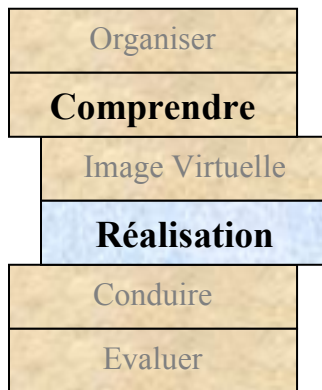 Organiser
Comprendre
Image Virtuelle
Réalisation
Conduire
Evaluer